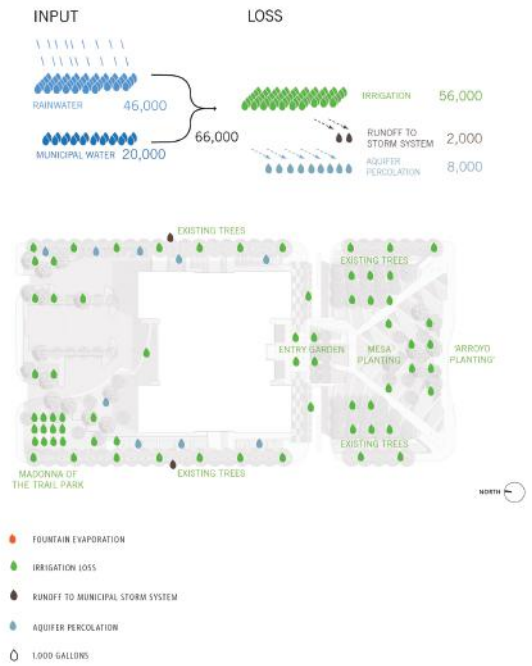 INPUT
LOSS
RAINWATER 46,000
MUNICIPAL WATER 20,000
66,000
IRRIGATION 56,000
RUNOFF TO
STORM SYSTEM 2,000
AQUIFER
PERCOLATION 8,000
EXISTING TREES
EXISTING TREES
ENTRY GARDEN
MESA
PLANTING
'ARROYO
PLANTING'
EXISTING TREES
MADONNA OF
THE TRAIL PARK
EXISTING TREES
NORTH
FOUNTAIN EVAPORATION
IRRIGATION LOSS
RUNOFF TO MUNICIPAL STORM SYSTEM
AQUIFER PERCOLATION
1,000 GALLONS